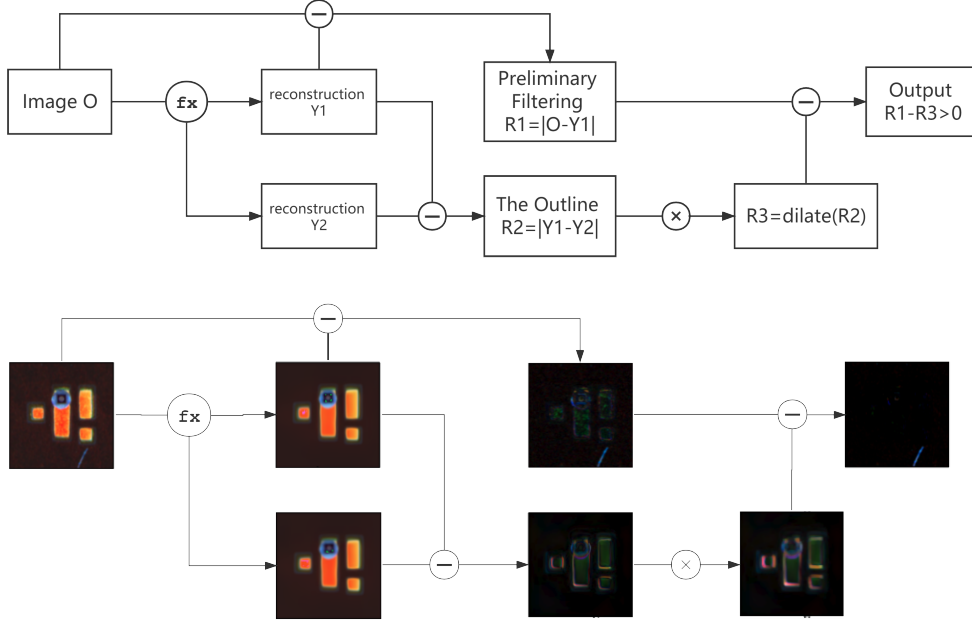 Image O
fx
reconstruction
Y1
Preliminary
Filtering
R1=|O-Y1|
Output
R1-R3>0
reconstruction
Y2
The Outline
R2=|Y1-Y2|
R3=dilate(R2)
fx